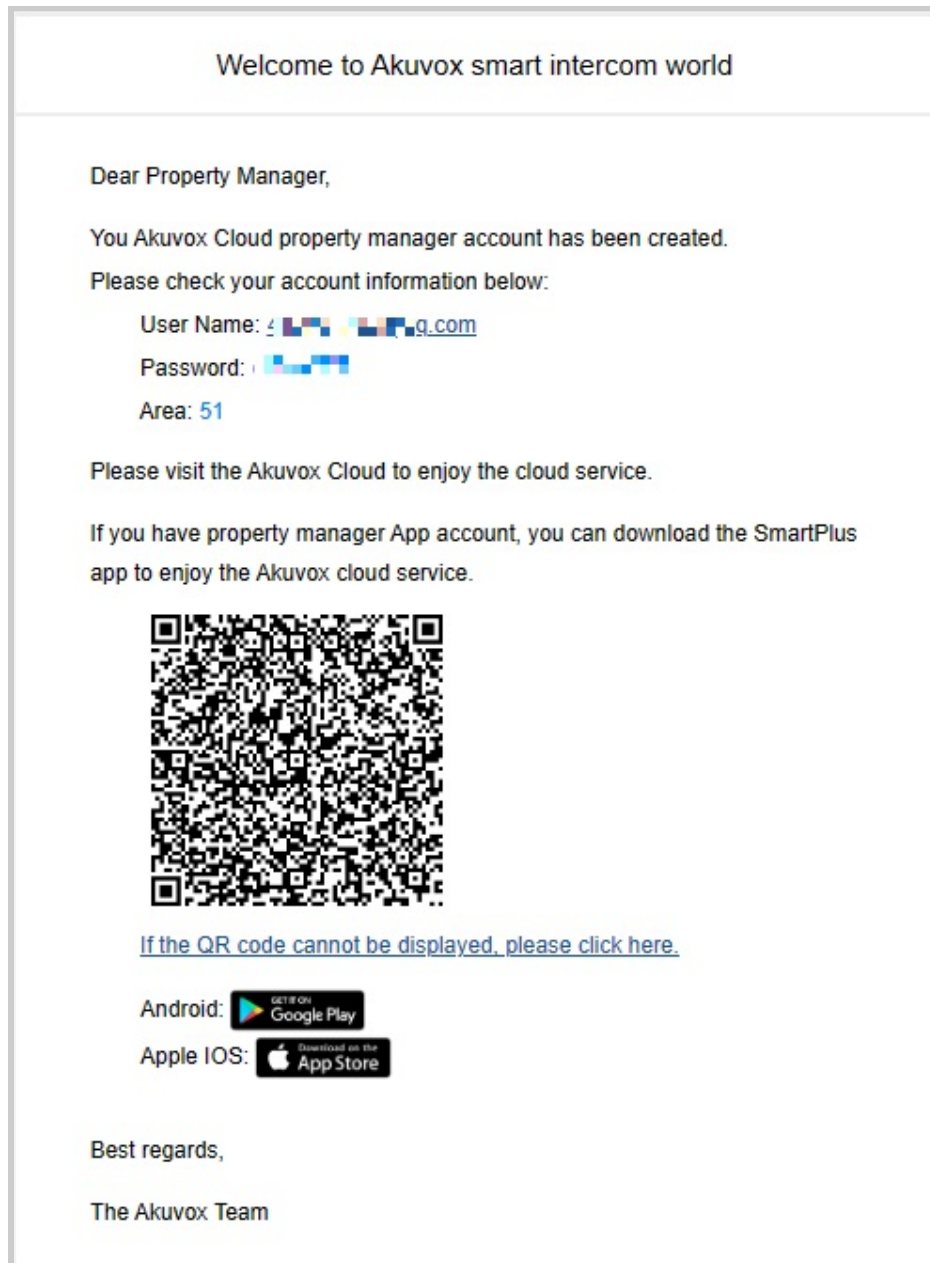 Welcome to Akuvox smart intercom world
Dear Property Manager,
You Akuvox Cloud property manager account has been created.
Please check your account information below:
User Name: q.com
Password:
Area: 51
Please visit the Akuvox Cloud to enjoy the cloud service.
If you have property manager App account, you can download the SmartPlus
app to enjoy the Akuvox cloud service.
If the QR code cannot be displayed, please click here.
Android: GET IT ON Google Play
Apple IOS: Download on the App Store
Best regards,
The Akuvox Team